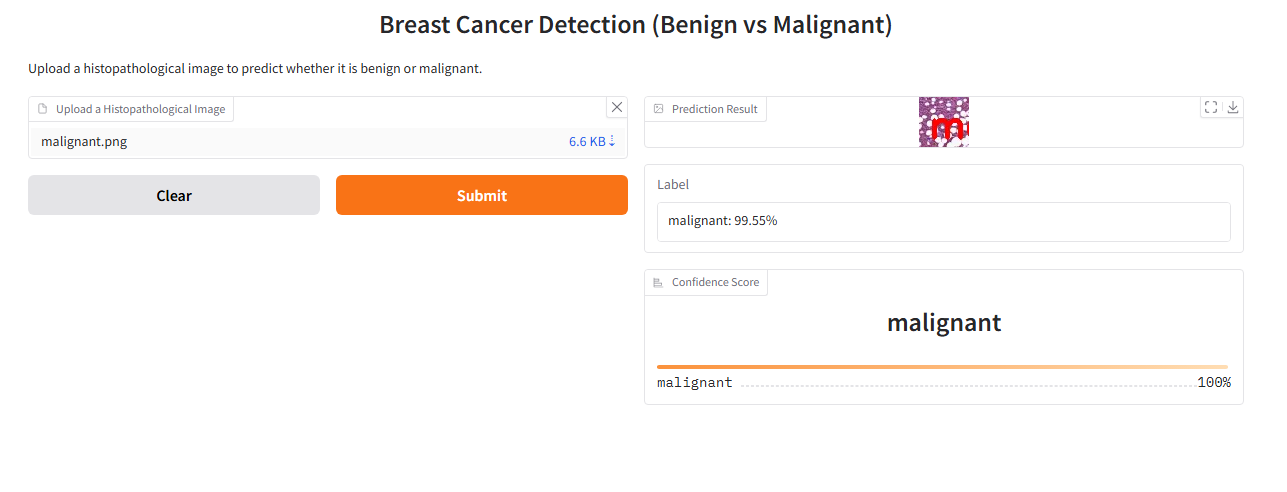 Breast Cancer Detection (Benign vs Malignant)
Upload a histopathological image to predict whether it is benign or malignant.
Upload a Histopathological Image
malignant.png 6.6 KB ⇣
Clear Submit
Prediction Result
m
Label
malignant: 99.55%
Confidence Score
malignant
malignant 100%